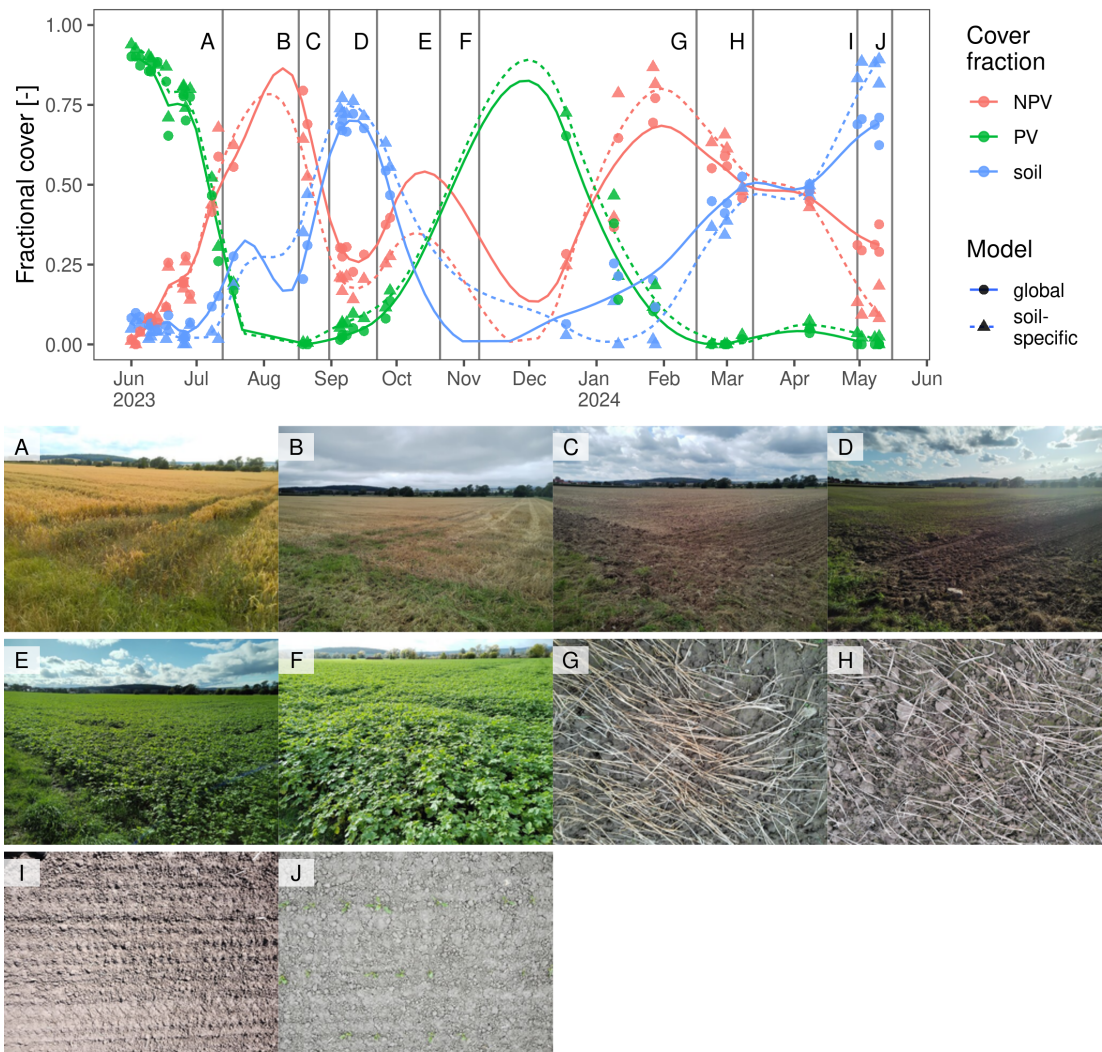 1.00
0.75
0.50
0.25
0.00
Fractional cover [-]
A B C D E F G H I J
Jun Jul Aug Sep Oct Nov Dec Jan Feb Mar Apr May Jun
2023 2024
Cover
fraction
NPV
PV
soil
Model
global
soil-
specific
A B C D
E F G H
I J